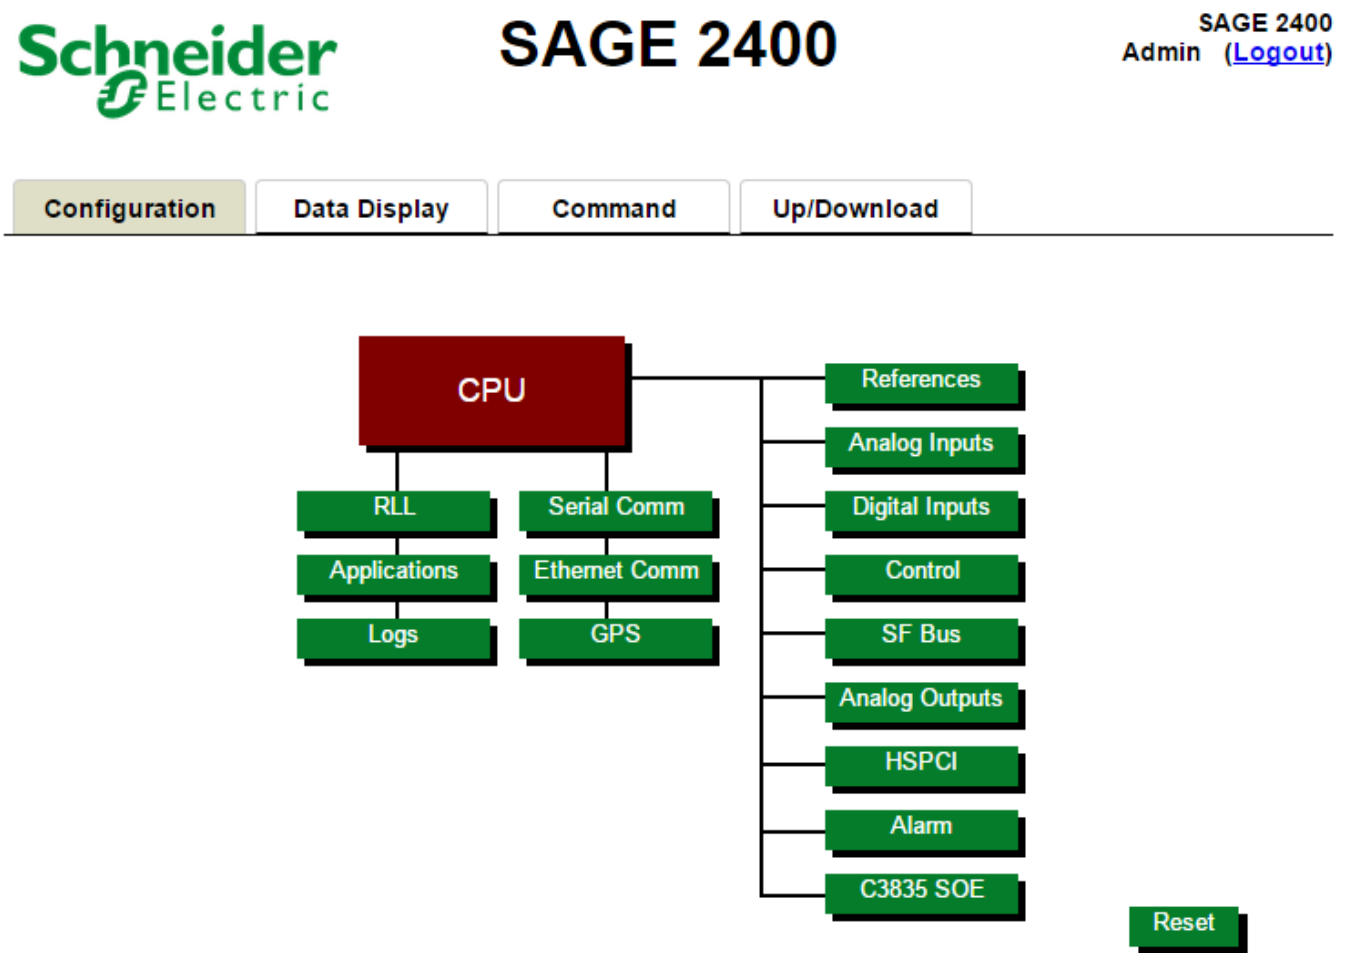 Schneider
Electric
SAGE 2400
SAGE 2400
Admin (Logout)
Configuration
Data Display
Command
Up/Download
CPU
RLL
Applications
Logs
Serial Comm
Ethernet Comm
GPS
References
Analog Inputs
Digital Inputs
Control
SF Bus
Analog Outputs
HSPCI
Alarm
C3835 SOE
Reset